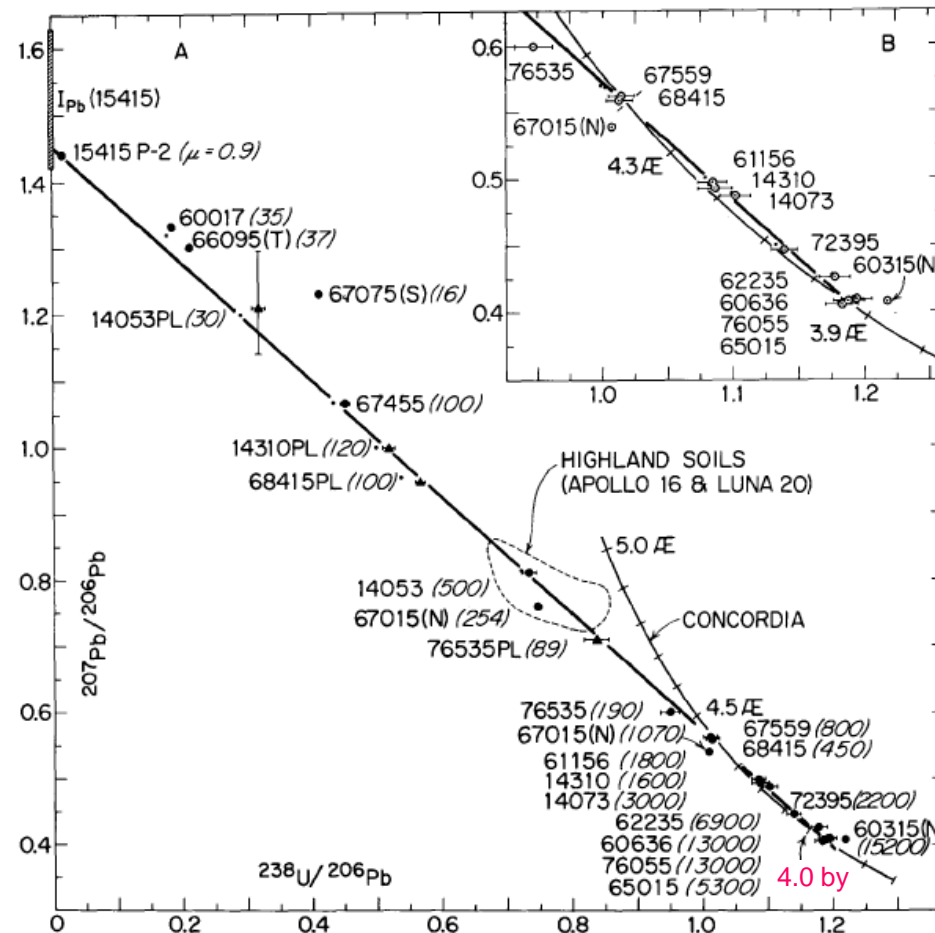 A
1.6
I Pb (15415)
15415 P-2 (μ = 0.9)
1.4
60017 (35)
66095(T) (37)
67075(S) (16)
1.2
14053PL (30)
67455 (100)
1.0
14310PL (120)
68415PL (100)
HIGHLAND SOILS
(APOLLO 16 & LUNA 20)
0.8
14053 (500)
67015(N) (254)
76535PL (89)
5.0 Æ
CONCORDIA
4.5 Æ
0.6
76535 (190)
67015(N) (1070)
61156 (1800)
14310 (1600)
14073 (3000)
62235 (6900)
60636 (13000)
76055 (13000)
65015 (5300)
67559 (800)
68415 (450)
72395 (2200)
60315(N
(15200)
4.0 by
0.4
207Pb/206Pb
238U/206Pb
0
0.2
0.4
0.6
0.8
1.0
1.2
B
0.6
76535
67559
68415
67015(N)
4.3 Æ
0.5
61156
14310
14073
72395
60315(N
62235
60636
76055
65015
3.9 Æ
0.4
1.0
1.1
1.2